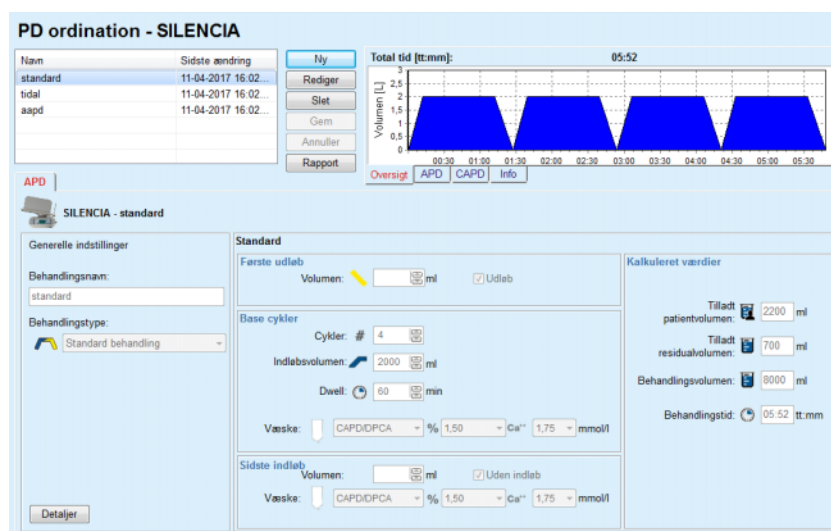 PD ordination - SILENCIA
Navn Sidste ændring
standard 11-04-2017 16:02...
tidal 11-04-2017 16:02...
aapd 11-04-2017 16:02...
Ny
Rediger
Slet
Gem
Annuller
Rapport
Total tid [tt:mm]: 05:52
Volumen [L]
3
2,5
2
1,5
1
0,5
0
00:30 01:00 01:30 02:00 02:30 03:00 03:30 04:00 04:30 05:00 05:30
Oversigt APD CAPD Info
APD
SILENCIA - standard
Generelle indstillinger
Behandlingsnavn:
standard
Behandlingstype:
Standard behandling
Detaljer
Standard
Første udløb
Volumen: ml Udløb
Base cykler
Cykler: # 4
Indløbsvolumen: 2000 ml
Dwell: 60 min
Væske: CAPD/DPCA % 1,50 Ca++ 1,75 mmol/l
Sidste indløb
Volumen: ml Uden indløb
Væske: CAPD/DPCA % 1,50 Ca++ 1,75 mmol/l
Kalkuleret værdier
Tilladt
patientvolumen: 2200 ml
Tilladt
residualvolumen: 700 ml
Behandlingsvolumen: 8000 ml
Behandlingstid: 05:52 tt:mm